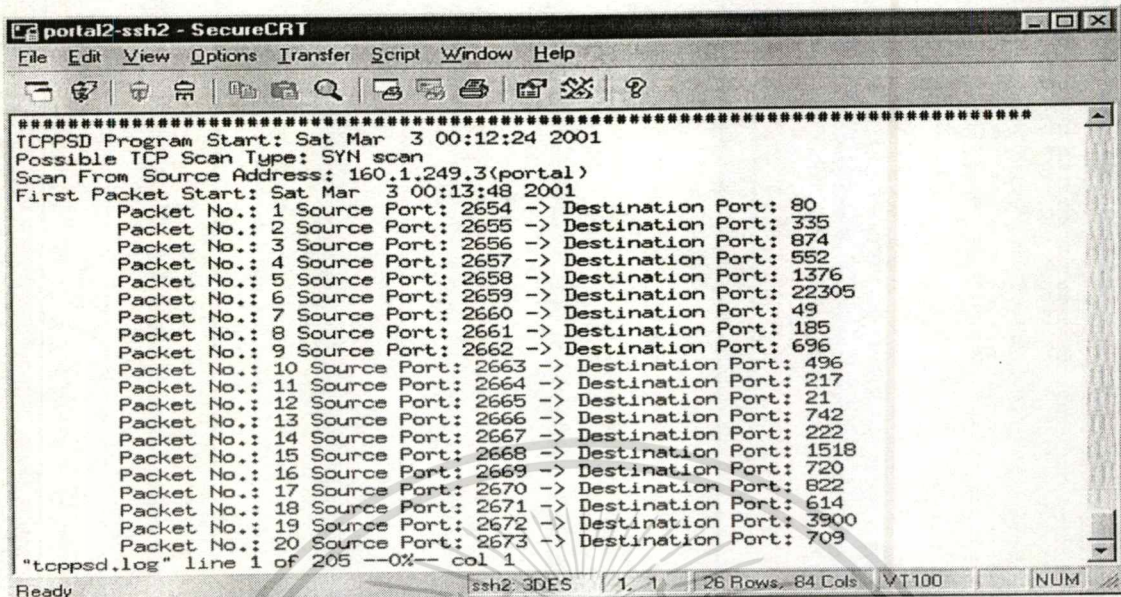 portal2-ssh2 - SecureCRT
File Edit View Options Transfer Script Window Help
################################################################################
TCPPSD Program Start: Sat Mar  3 00:12:24 2001
Possible TCP Scan Type: SYN scan
Scan From Source Address: 160.1.249.3(portal)
First Packet Start: Sat Mar  3 00:13:48 2001
Packet No.: 1 Source Port: 2654 -> Destination Port: 80
Packet No.: 2 Source Port: 2655 -> Destination Port: 335
Packet No.: 3 Source Port: 2656 -> Destination Port: 874
Packet No.: 4 Source Port: 2657 -> Destination Port: 552
Packet No.: 5 Source Port: 2658 -> Destination Port: 1376
Packet No.: 6 Source Port: 2659 -> Destination Port: 22305
Packet No.: 7 Source Port: 2660 -> Destination Port: 49
Packet No.: 8 Source Port: 2661 -> Destination Port: 185
Packet No.: 9 Source Port: 2662 -> Destination Port: 696
Packet No.: 10 Source Port: 2663 -> Destination Port: 496
Packet No.: 11 Source Port: 2664 -> Destination Port: 217
Packet No.: 12 Source Port: 2665 -> Destination Port: 21
Packet No.: 13 Source Port: 2666 -> Destination Port: 742
Packet No.: 14 Source Port: 2667 -> Destination Port: 222
Packet No.: 15 Source Port: 2668 -> Destination Port: 1518
Packet No.: 16 Source Port: 2669 -> Destination Port: 720
Packet No.: 17 Source Port: 2670 -> Destination Port: 822
Packet No.: 18 Source Port: 2671 -> Destination Port: 614
Packet No.: 19 Source Port: 2672 -> Destination Port: 3900
Packet No.: 20 Source Port: 2673 -> Destination Port: 709
"tcppsd.log" line 1 of 205 --0%-- col 1
Ready ssh2: 3DES 1, 1 26 Rows, 84 Cols VT100 NUM